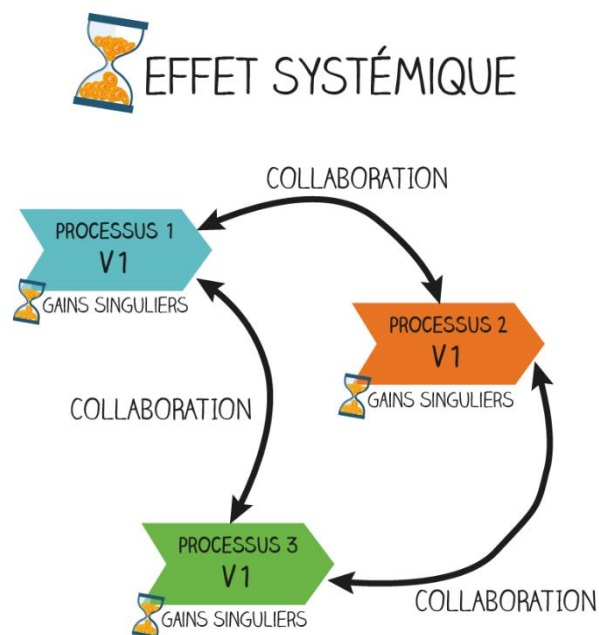 EFFET SYSTÉMIQUE
COLLABORATION
PROCESSUS 1
V1
GAINS SINGULIERS
PROCESSUS 2
V1
GAINS SINGULIERS
COLLABORATION
PROCESSUS 3
V1
GAINS SINGULIERS
COLLABORATION